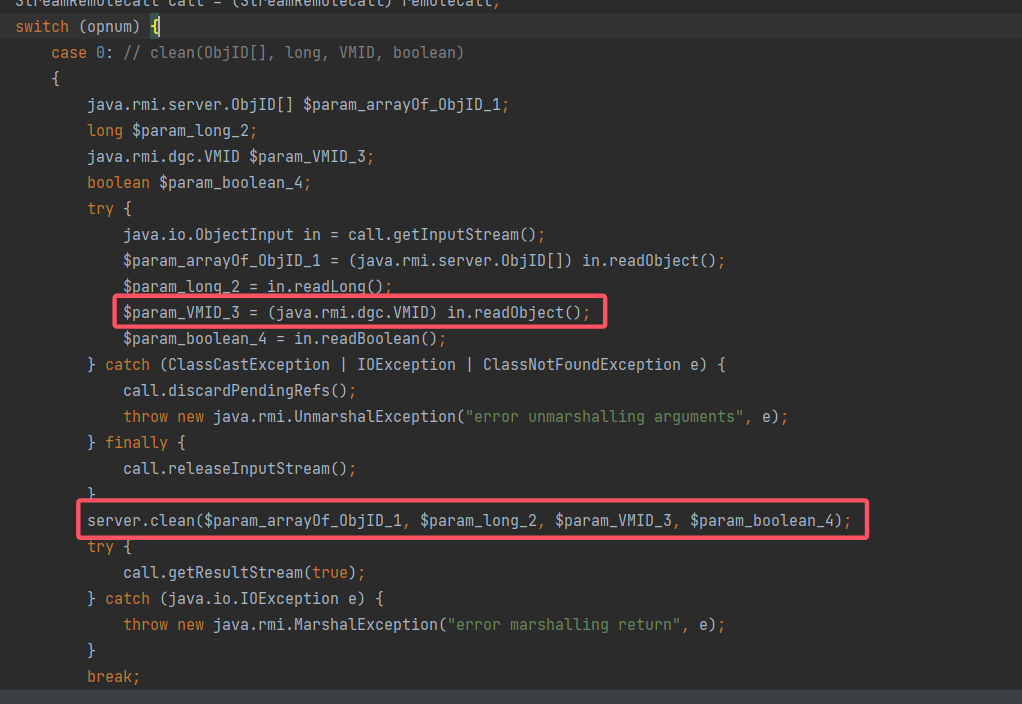 StreamRemoteCall call = (StreamRemoteCall) remoteCall;
switch (opnum) {
case 0: // clean(ObjID[], long, VMID, boolean)
{
java.rmi.server.ObjID[] $param_arrayOf_ObjID_1;
long $param_long_2;
java.rmi.dgc.VMID $param_VMID_3;
boolean $param_boolean_4;
try {
java.io.ObjectInput in = call.getInputStream();
$param_arrayOf_ObjID_1 = (java.rmi.server.ObjID[]) in.readObject();
$param_long_2 = in.readLong();
$param_VMID_3 = (java.rmi.dgc.VMID) in.readObject();
$param_boolean_4 = in.readBoolean();
} catch (ClassCastException | IOException | ClassNotFoundException e) {
call.discardPendingRefs();
throw new java.rmi.UnmarshalException("error unmarshalling arguments", e);
} finally {
call.releaseInputStream();
}
server.clean($param_arrayOf_ObjID_1, $param_long_2, $param_VMID_3, $param_boolean_4);
try {
call.getResultStream(true);
} catch (java.io.IOException e) {
throw new java.rmi.MarshalException("error marshalling return", e);
}
break;